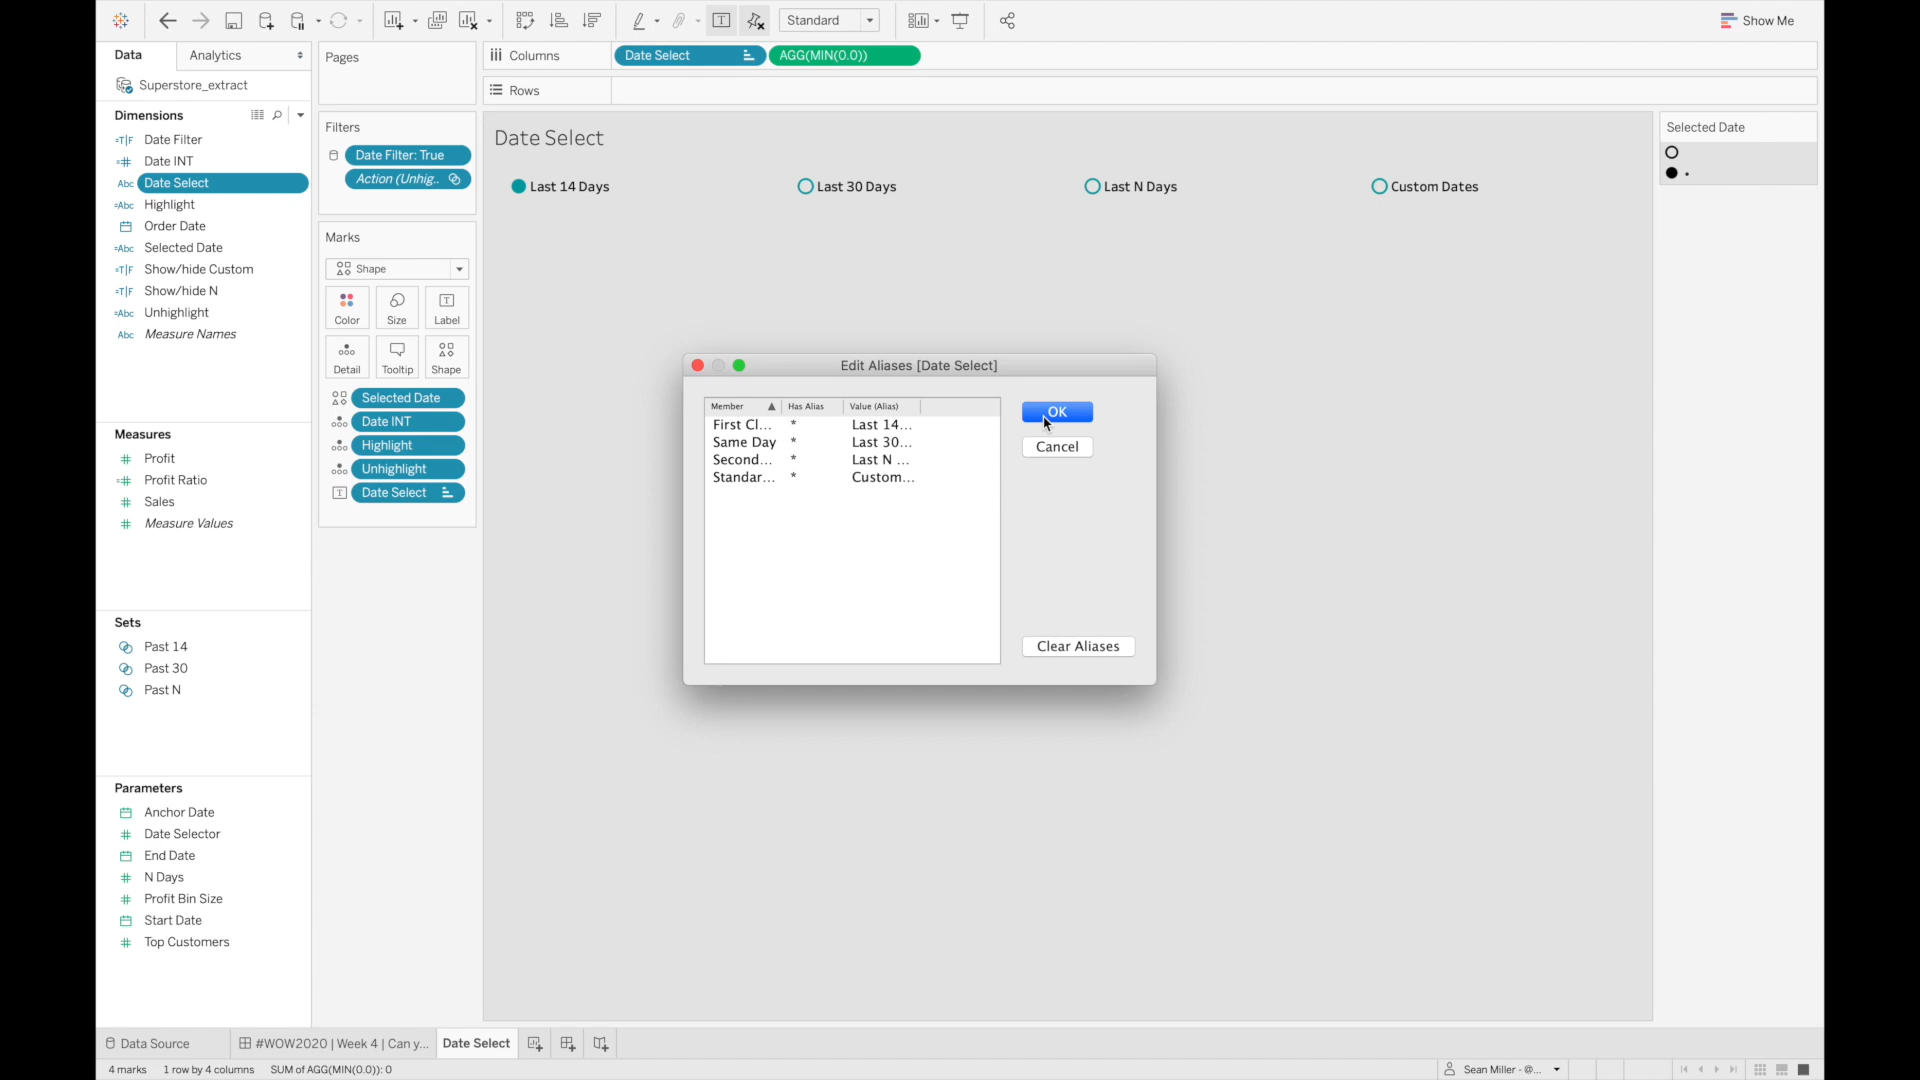 Standard
Show Me
Data
Analytics
Pages
Columns
Date Select
AGG(MIN(0.0))
Superstore_extract
Rows
Dimensions
Date Filter
Date INT
Date Select
Highlight
Order Date
Selected Date
Show/hide Custom
Show/hide N
Unhighlight
Measure Names
Filters
Date Filter: True
Action (Unhig..
Marks
Shape
Color
Size
Label
Detail
Tooltip
Shape
Selected Date
Date INT
Highlight
Unhighlight
Date Select
Date Select
Last 14 Days
Last 30 Days
Last N Days
Custom Dates
Selected Date
Edit Aliases [Date Select]
Member
Has Alias
Value (Alias)
First Cl... * Last 14...
Same Day * Last 30...
Second... * Last N ...
Standar... * Custom...
OK
Cancel
Clear Aliases
Measures
Profit
Profit Ratio
Sales
Measure Values
Sets
Past 14
Past 30
Past N
Parameters
Anchor Date
Date Selector
End Date
N Days
Profit Bin Size
Start Date
Top Customers
Data Source
#WOW2020 | Week 4 | Can y...
Date Select
4 marks
1 row by 4 columns
SUM of AGG(MIN(0.0)): 0
Sean Miller - @...